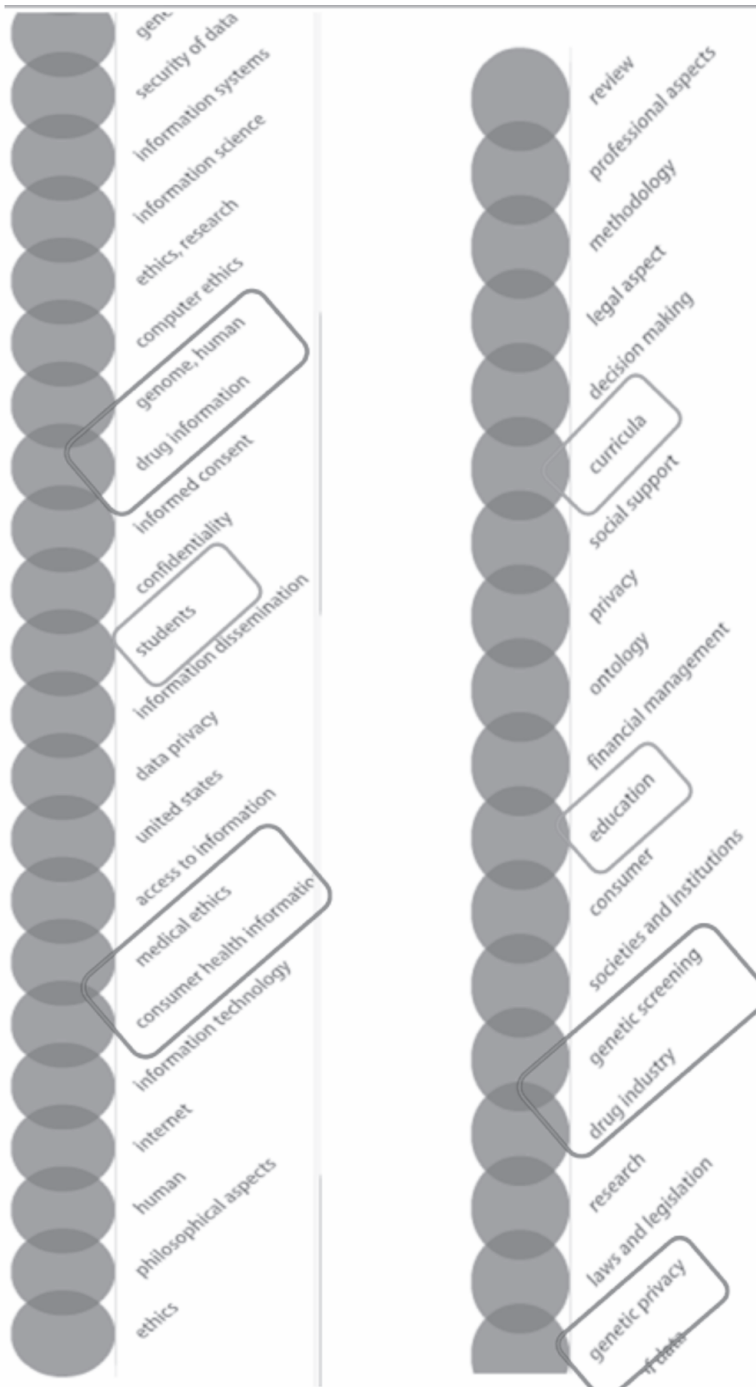 security of data
information systems
information science
ethics, research
computer ethics
genome, human
drug information
informed consent
confidentiality
students
information dissemination
data privacy
united states
access to information
medical ethics
consumer health informatio
information technology
internet
human
philosophical aspects
ethics
review
professional aspects
methodology
legal aspect
decision making
curricula
social support
privacy
ontology
financial management
education
consumer
societies and institutions
genetic screening
drug industry
research
laws and legislation
genetic privacy